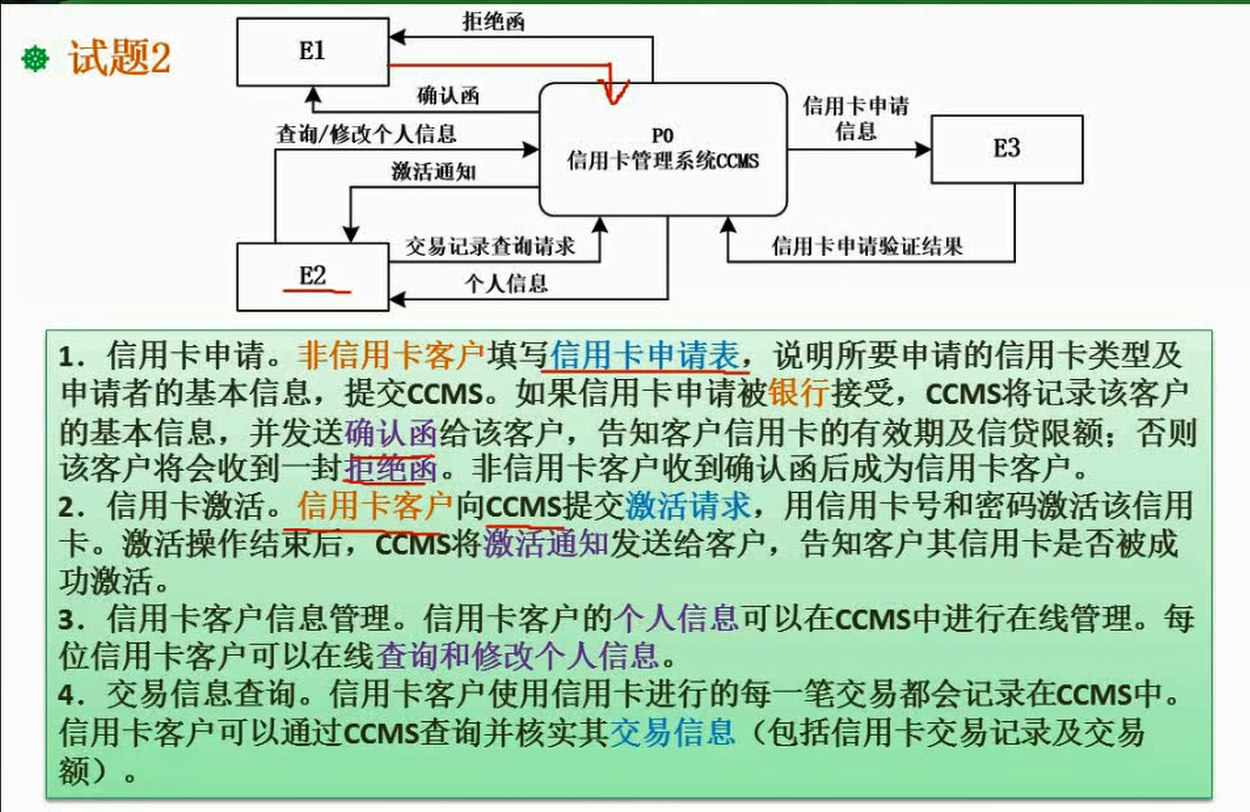 试题2
拒绝函
E1
确认函
信用卡申请
信息
查询/修改个人信息
P0
信用卡管理系统CCMS
E3
激活通知
交易记录查询请求
信用卡申请验证结果
E2
个人信息
1．信用卡申请。非信用卡客户填写信用卡申请表，说明所要申请的信用卡类型及
申请者的基本信息，提交CCMS。如果信用卡申请被银行接受，CCMS将记录该客户
的基本信息，并发送确认函给该客户，告知客户信用卡的有效期及信贷限额；否则
该客户将会收到一封拒绝函。非信用卡客户收到确认函后成为信用卡客户。
2．信用卡激活。信用卡客户向CCMS提交激活请求，用信用卡号和密码激活该信用
卡。激活操作结束后，CCMS将激活通知发送给客户，告知客户其信用卡是否被成
功激活。
3．信用卡客户信息管理。信用卡客户的个人信息可以在CCMS中进行在线管理。每
位信用卡客户可以在线查询和修改个人信息。
4．交易信息查询。信用卡客户使用信用卡进行的每一笔交易都会记录在CCMS中。
信用卡客户可以通过CCMS查询并核实其交易信息（包括信用卡交易记录及交易
额）。